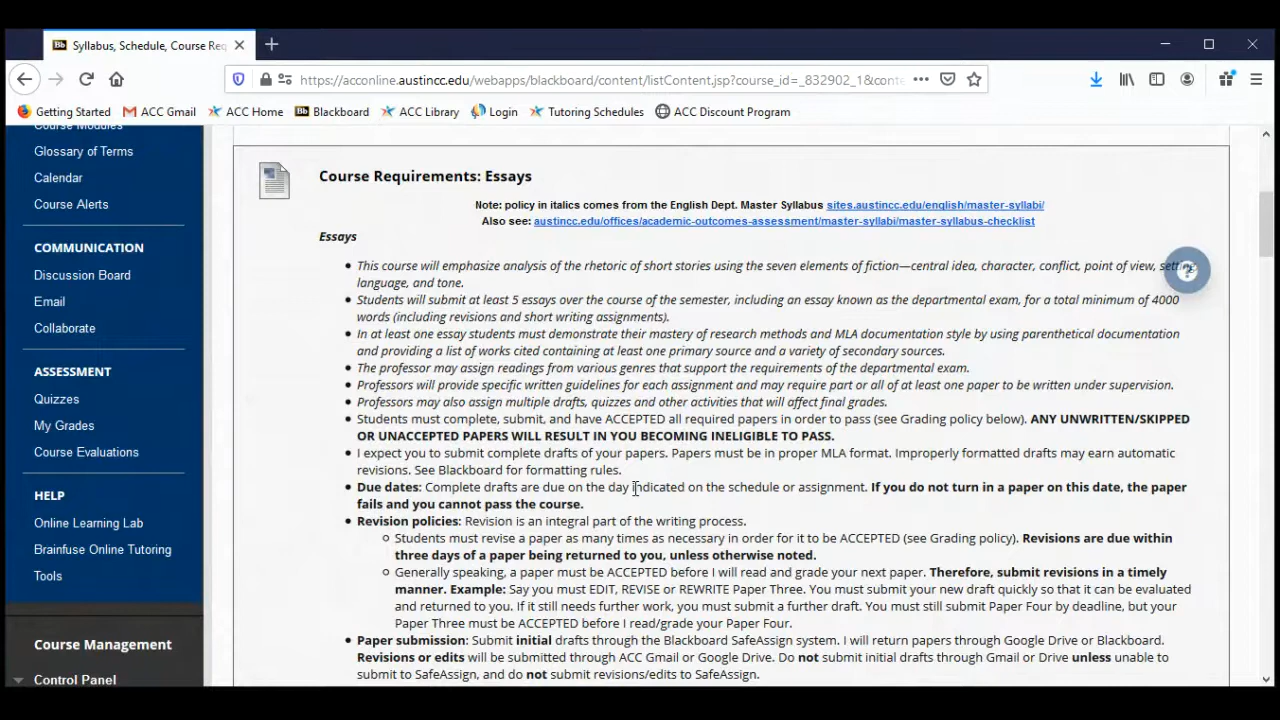 Syllabus, Schedule, Course Req
https://acconline.austincc.edu/webapps/blackboard/content/listContent.jsp?course_id=_832902_1&conte
Getting Started ACC Gmail ACC Home Blackboard ACC Library Login Tutoring Schedules ACC Discount Program
Course Modules
Glossary of Terms
Calendar
Course Alerts
COMMUNICATION
Discussion Board
Email
Collaborate
ASSESSMENT
Quizzes
My Grades
Course Evaluations
HELP
Online Learning Lab
Brainfuse Online Tutoring
Tools
Course Management
Control Panel
Course Requirements: Essays
Note: policy in italics comes from the English Dept. Master Syllabus sites.austincc.edu/english/master-syllabi/
Also see: austincc.edu/offices/academic-outcomes-assessment/master-syllabi/master-syllabus-checklist
Essays
• This course will emphasize analysis of the rhetoric of short stories using the seven elements of fiction—central idea, character, conflict, point of view, setting,
language, and tone.
• Students will submit at least 5 essays over the course of the semester, including an essay known as the departmental exam, for a total minimum of 4000
words (including revisions and short writing assignments).
• In at least one essay students must demonstrate their mastery of research methods and MLA documentation style by using parenthetical documentation
and providing a list of works cited containing at least one primary source and a variety of secondary sources.
• The professor may assign readings from various genres that support the requirements of the departmental exam.
• Professors will provide specific written guidelines for each assignment and may require part or all of at least one paper to be written under supervision.
• Professors may also assign multiple drafts, quizzes and other activities that will affect final grades.
• Students must complete, submit, and have ACCEPTED all required papers in order to pass (see Grading policy below). ANY UNWRITTEN/SKIPPED
OR UNACCEPTED PAPERS WILL RESULT IN YOU BECOMING INELIGIBLE TO PASS.
• I expect you to submit complete drafts of your papers. Papers must be in proper MLA format. Improperly formatted drafts may earn automatic
revisions. See Blackboard for formatting rules.
• Due dates: Complete drafts are due on the day indicated on the schedule or assignment. If you do not turn in a paper on this date, the paper
fails and you cannot pass the course.
• Revision policies: Revision is an integral part of the writing process.
○ Students must revise a paper as many times as necessary in order for it to be ACCEPTED (see Grading policy). Revisions are due within
three days of a paper being returned to you, unless otherwise noted.
○ Generally speaking, a paper must be ACCEPTED before I will read and grade your next paper. Therefore, submit revisions in a timely
manner. Example: Say you must EDIT, REVISE or REWRITE Paper Three. You must submit your new draft quickly so that it can be evaluated
and returned to you. If it still needs further work, you must submit a further draft. You must still submit Paper Four by deadline, but your
Paper Three must be ACCEPTED before I read/grade your Paper Four.
• Paper submission: Submit initial drafts through the Blackboard SafeAssign system. I will return papers through Google Drive or Blackboard.
Revisions or edits will be submitted through ACC Gmail or Google Drive. Do not submit initial drafts through Gmail or Drive unless unable to
submit to SafeAssign, and do not submit revisions/edits to SafeAssign.